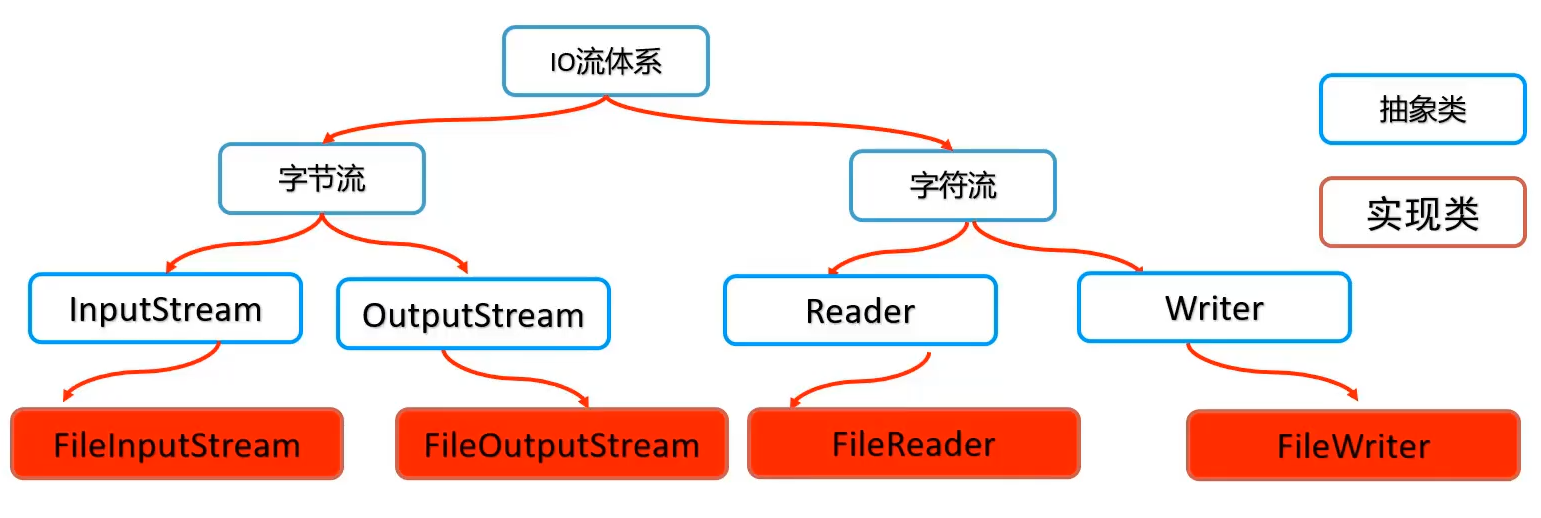 IO流体系
抽象类
字节流
字符流
实现类
InputStream
OutputStream
Reader
Writer
FileInputStream
FileOutputStream
FileReader
FileWriter